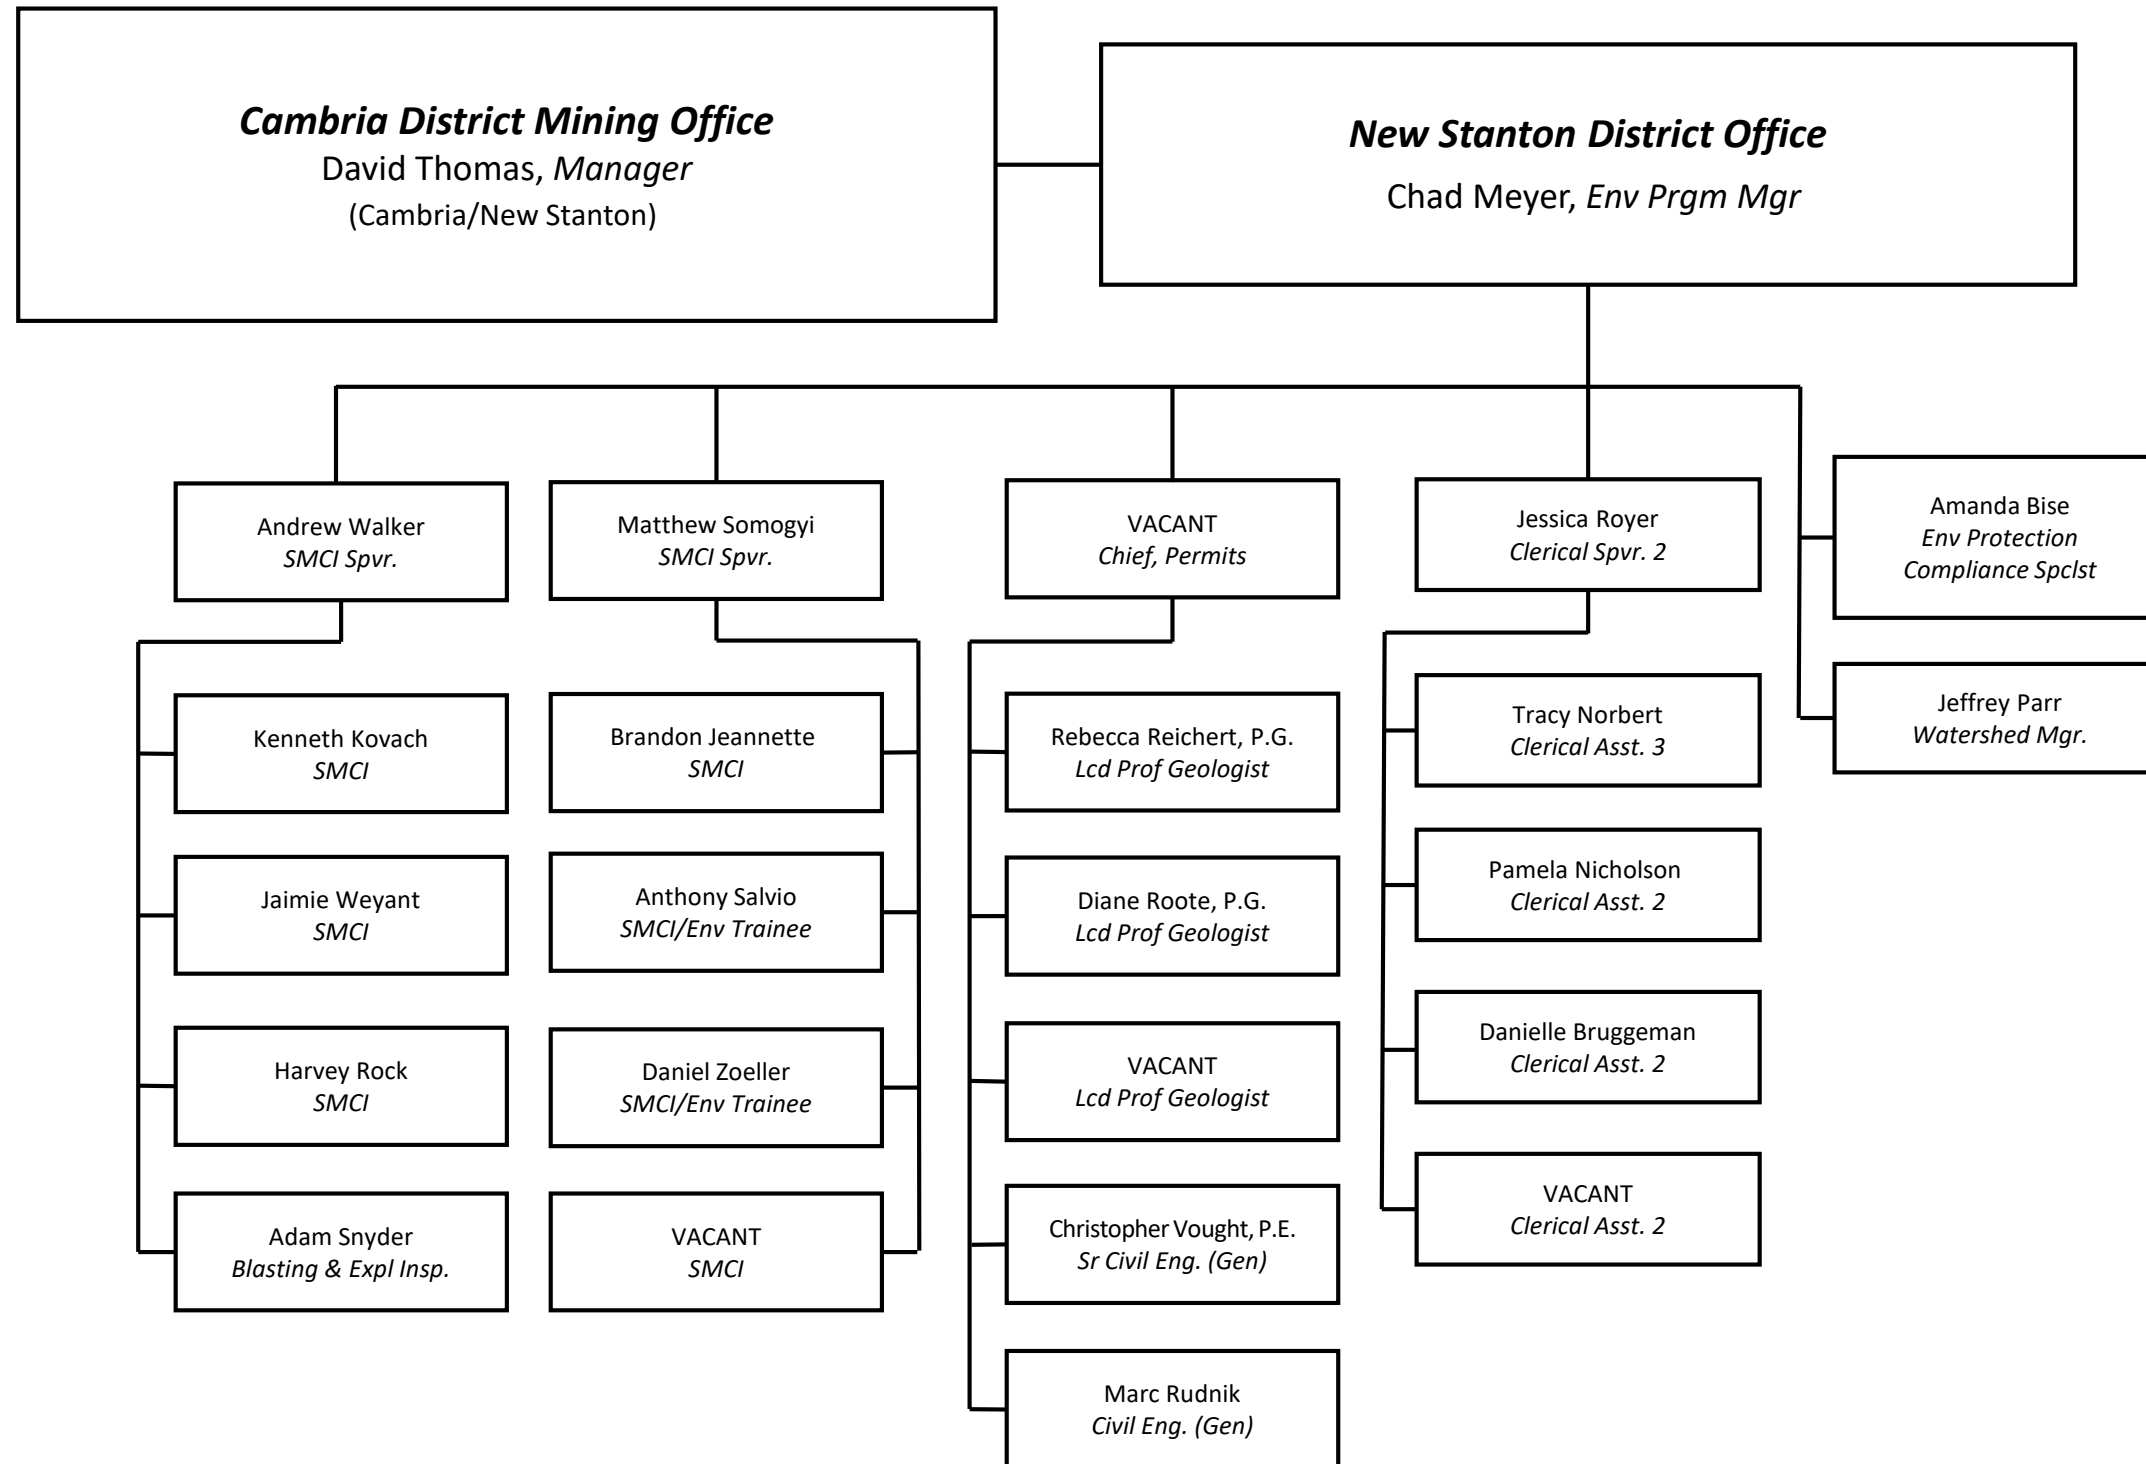 Cambria District Mining Office
David Thomas, Manager
(Cambria/New Stanton)
New Stanton District Office
Chad Meyer, Env Prgm Mgr
Andrew Walker
SMCI Spvr.
Kenneth Kovach
SMCI
Jaimie Weyant
SMCI
Harvey Rock
SMCI
Adam Snyder
Blasting & Expl Insp.
Matthew Somogyi
SMCI Spvr.
Brandon Jeannette
SMCI
Anthony Salvio
SMCI/Env Trainee
Daniel Zoeller
SMCI/Env Trainee
VACANT
SMCI
VACANT
Chief, Permits
Rebecca Reichert, P.G.
Lcd Prof Geologist
Diane Roote, P.G.
Lcd Prof Geologist
VACANT
Lcd Prof Geologist
Christopher Vought, P.E.
Sr Civil Eng. (Gen)
Marc Rudnik
Civil Eng. (Gen)
Jessica Royer
Clerical Spvr. 2
Tracy Norbert
Clerical Asst. 3
Pamela Nicholson
Clerical Asst. 2
Danielle Bruggeman
Clerical Asst. 2
VACANT
Clerical Asst. 2
Amanda Bise
Env Protection
Compliance Spclst
Jeffrey Parr
Watershed Mgr.